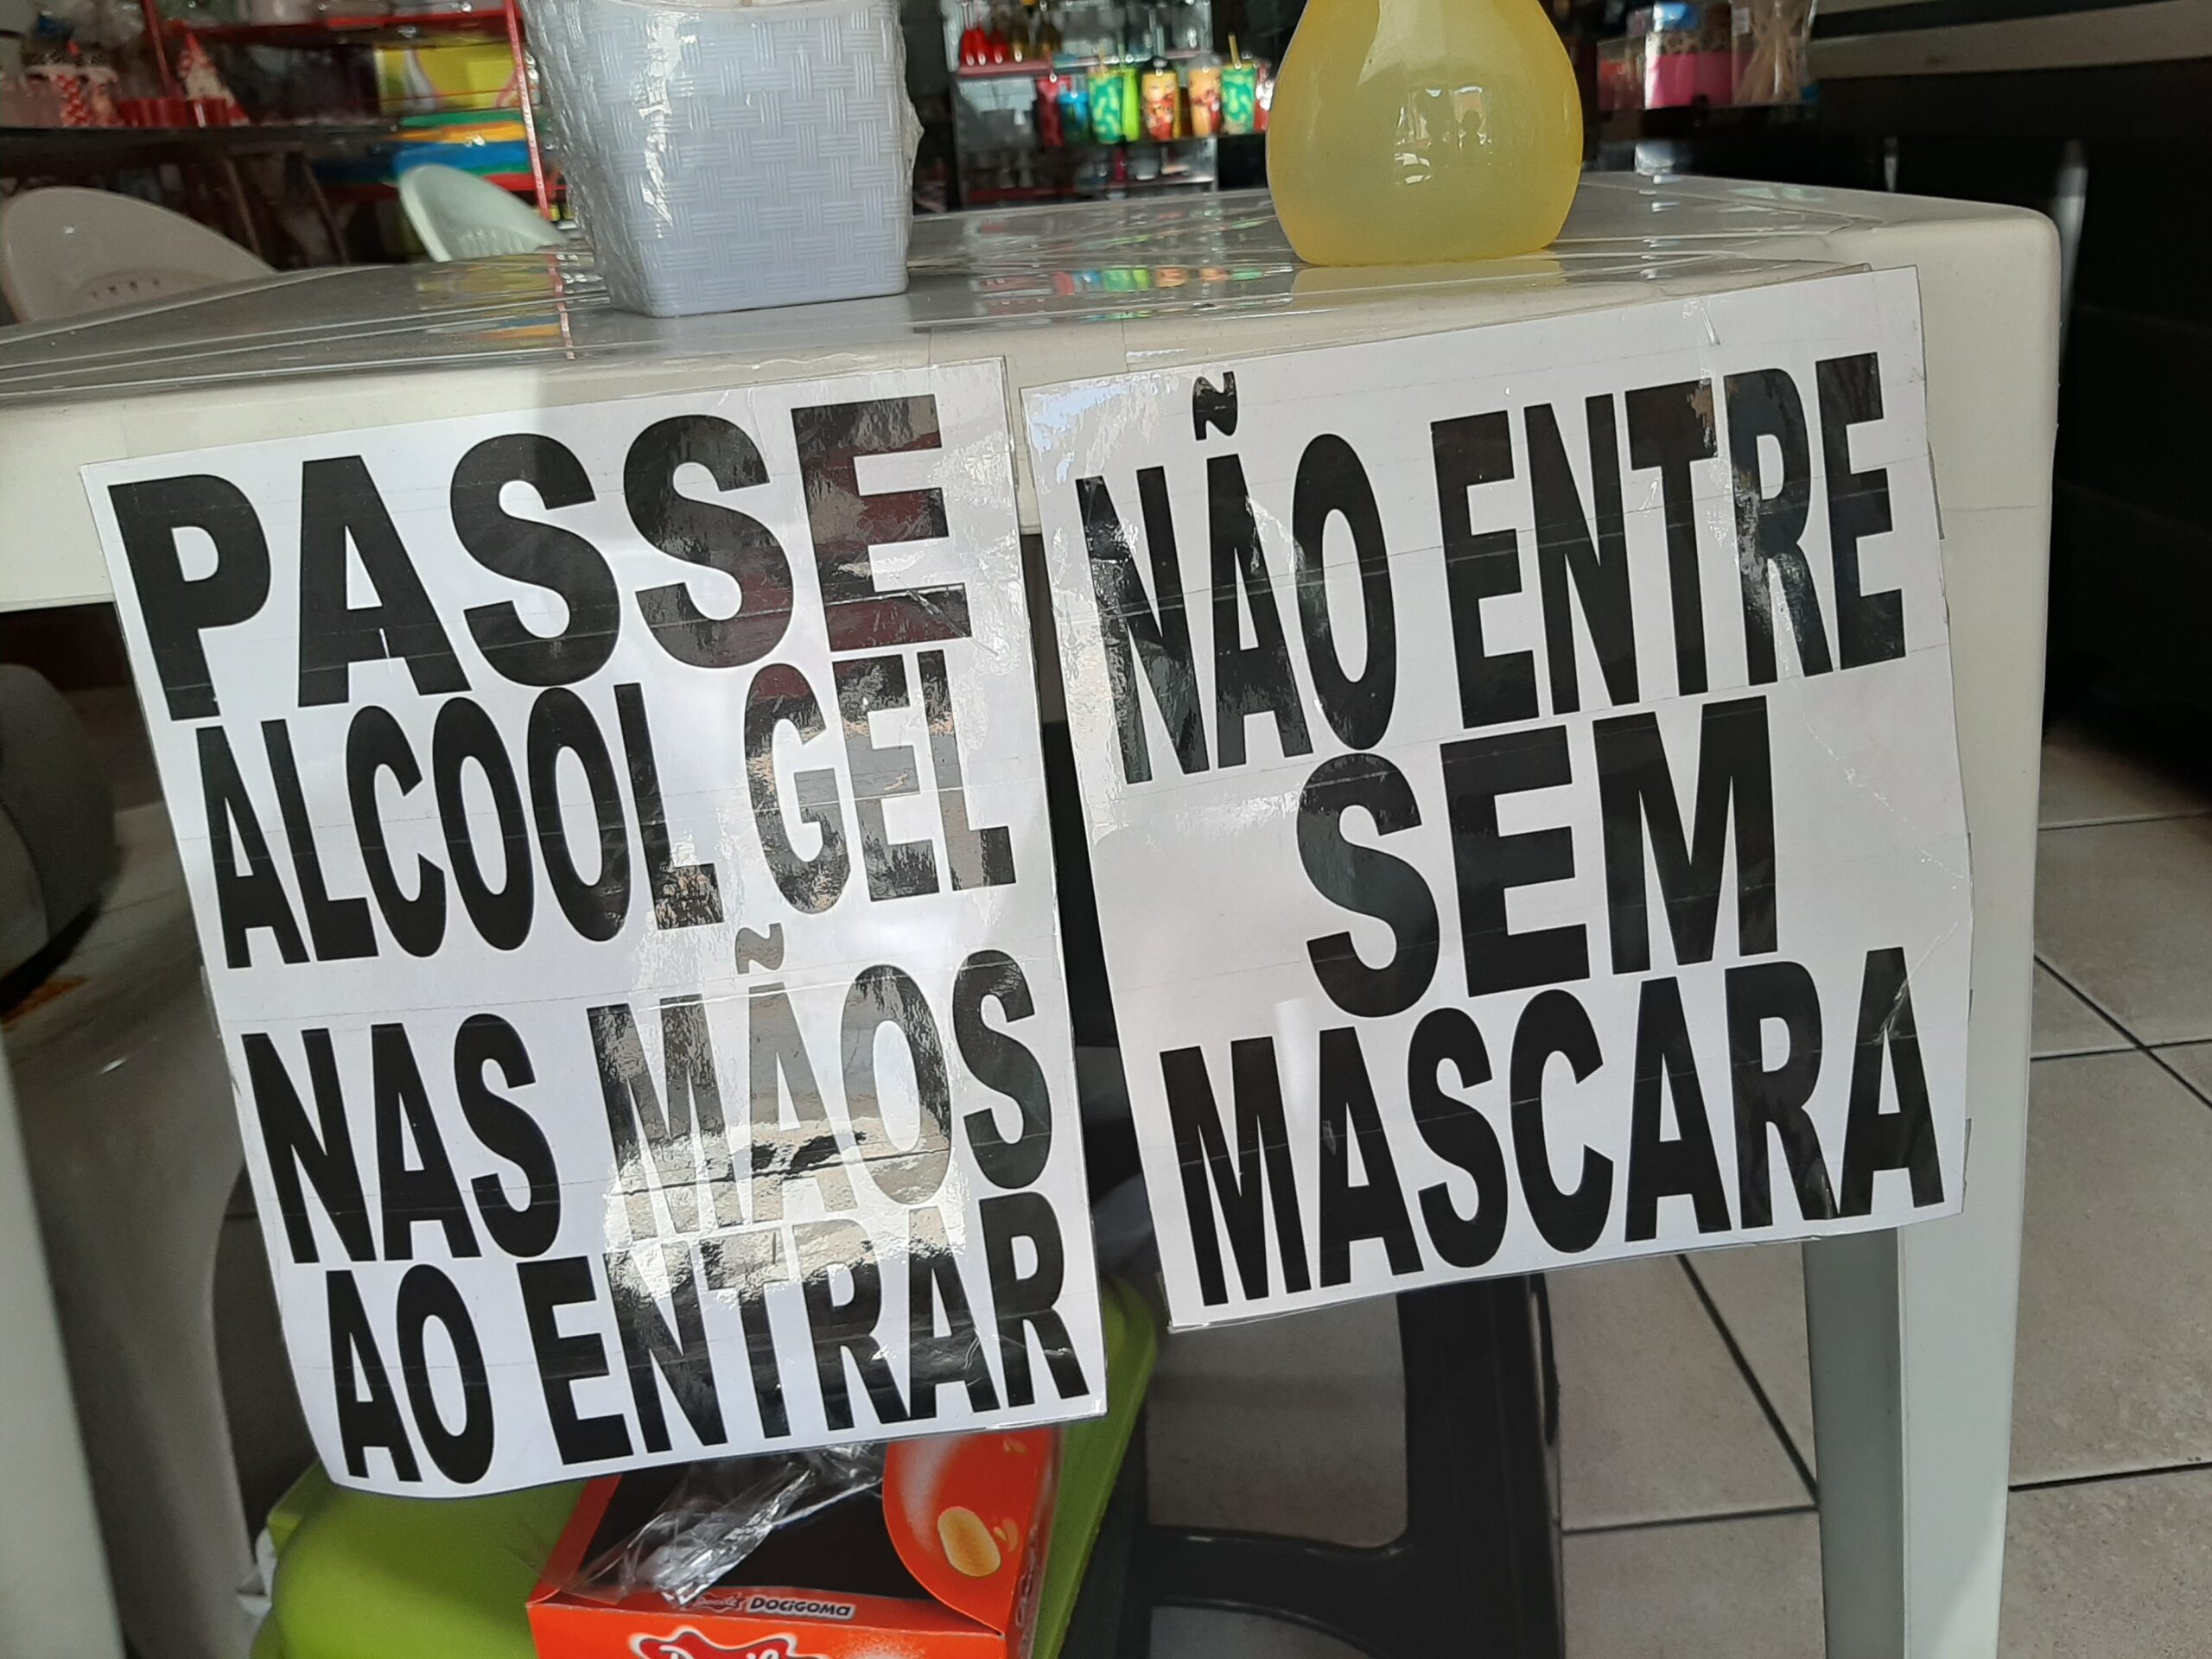 PASSE
ALCOOL GEL
NAS MÃOS
AO ENTRAR
NÃO ENTRE
SEM
MASCARA
DOCIGOMA